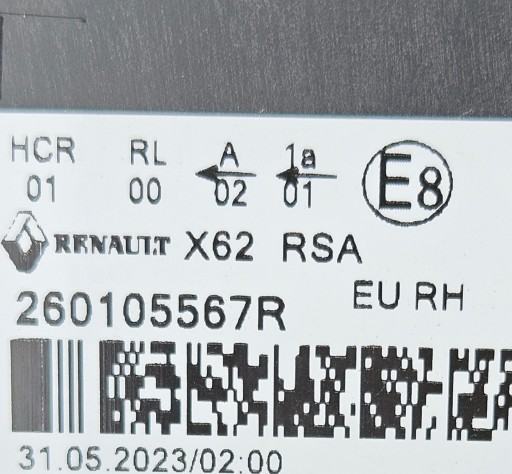 HCR RL A 1a
01 00 02 01 E8
RENAULT X62 RSA
EU RH
260105567R
31.05.2023/02:00